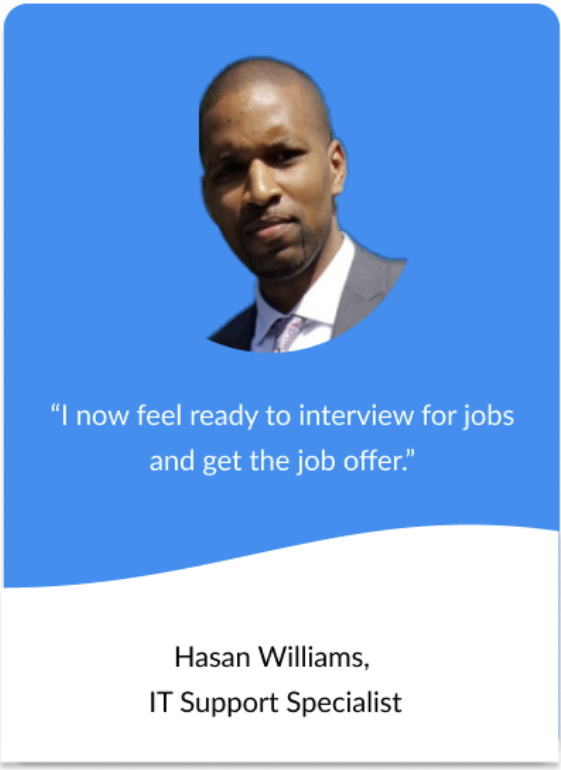 “I now feel ready to interview for jobs
and get the job offer.”
Hasan Williams,
IT Support Specialist